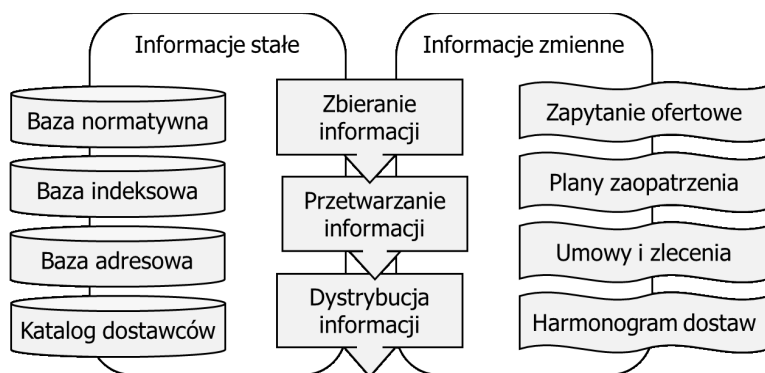 Informacje stałe
Informacje zmienne
Baza normatywna
Baza indeksowa
Baza adresowa
Katalog dostawców
Zbieranie
informacji
Przetwarzanie
informacji
Dystrybucja
informacji
Zapytanie ofertowe
Plany zaopatrzenia
Umowy i zlecenia
Harmonogram dostaw